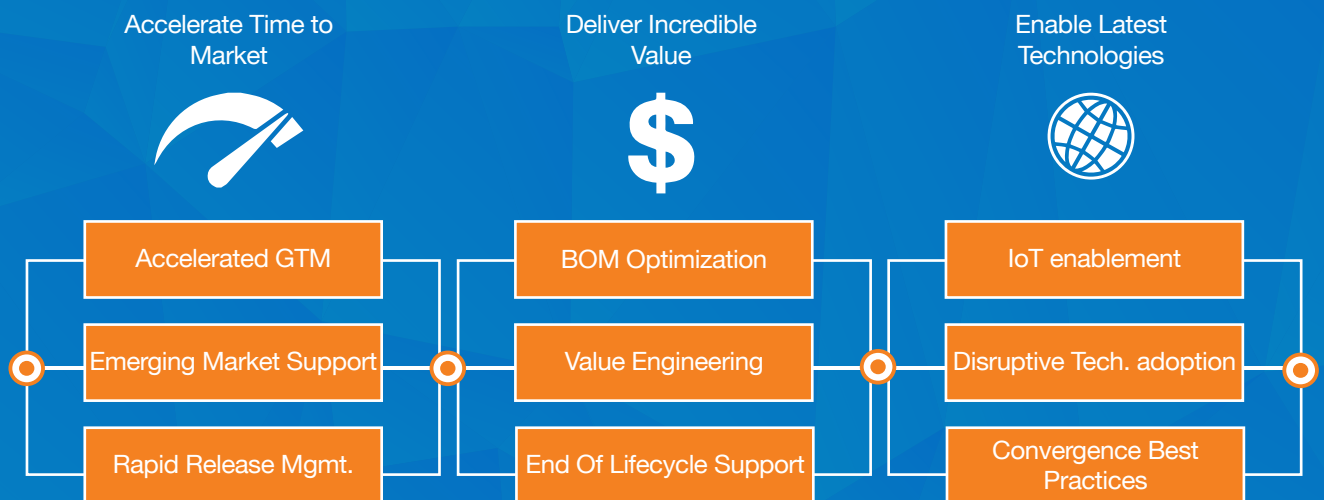 Accelerate Time to
Market
Deliver Incredible
Value
Enable Latest
Technologies
$
Accelerated GTM
BOM Optimization
IoT enablement
Emerging Market Support
Value Engineering
Disruptive Tech. adoption
Rapid Release Mgmt.
End Of Lifecycle Support
Convergence Best
Practices